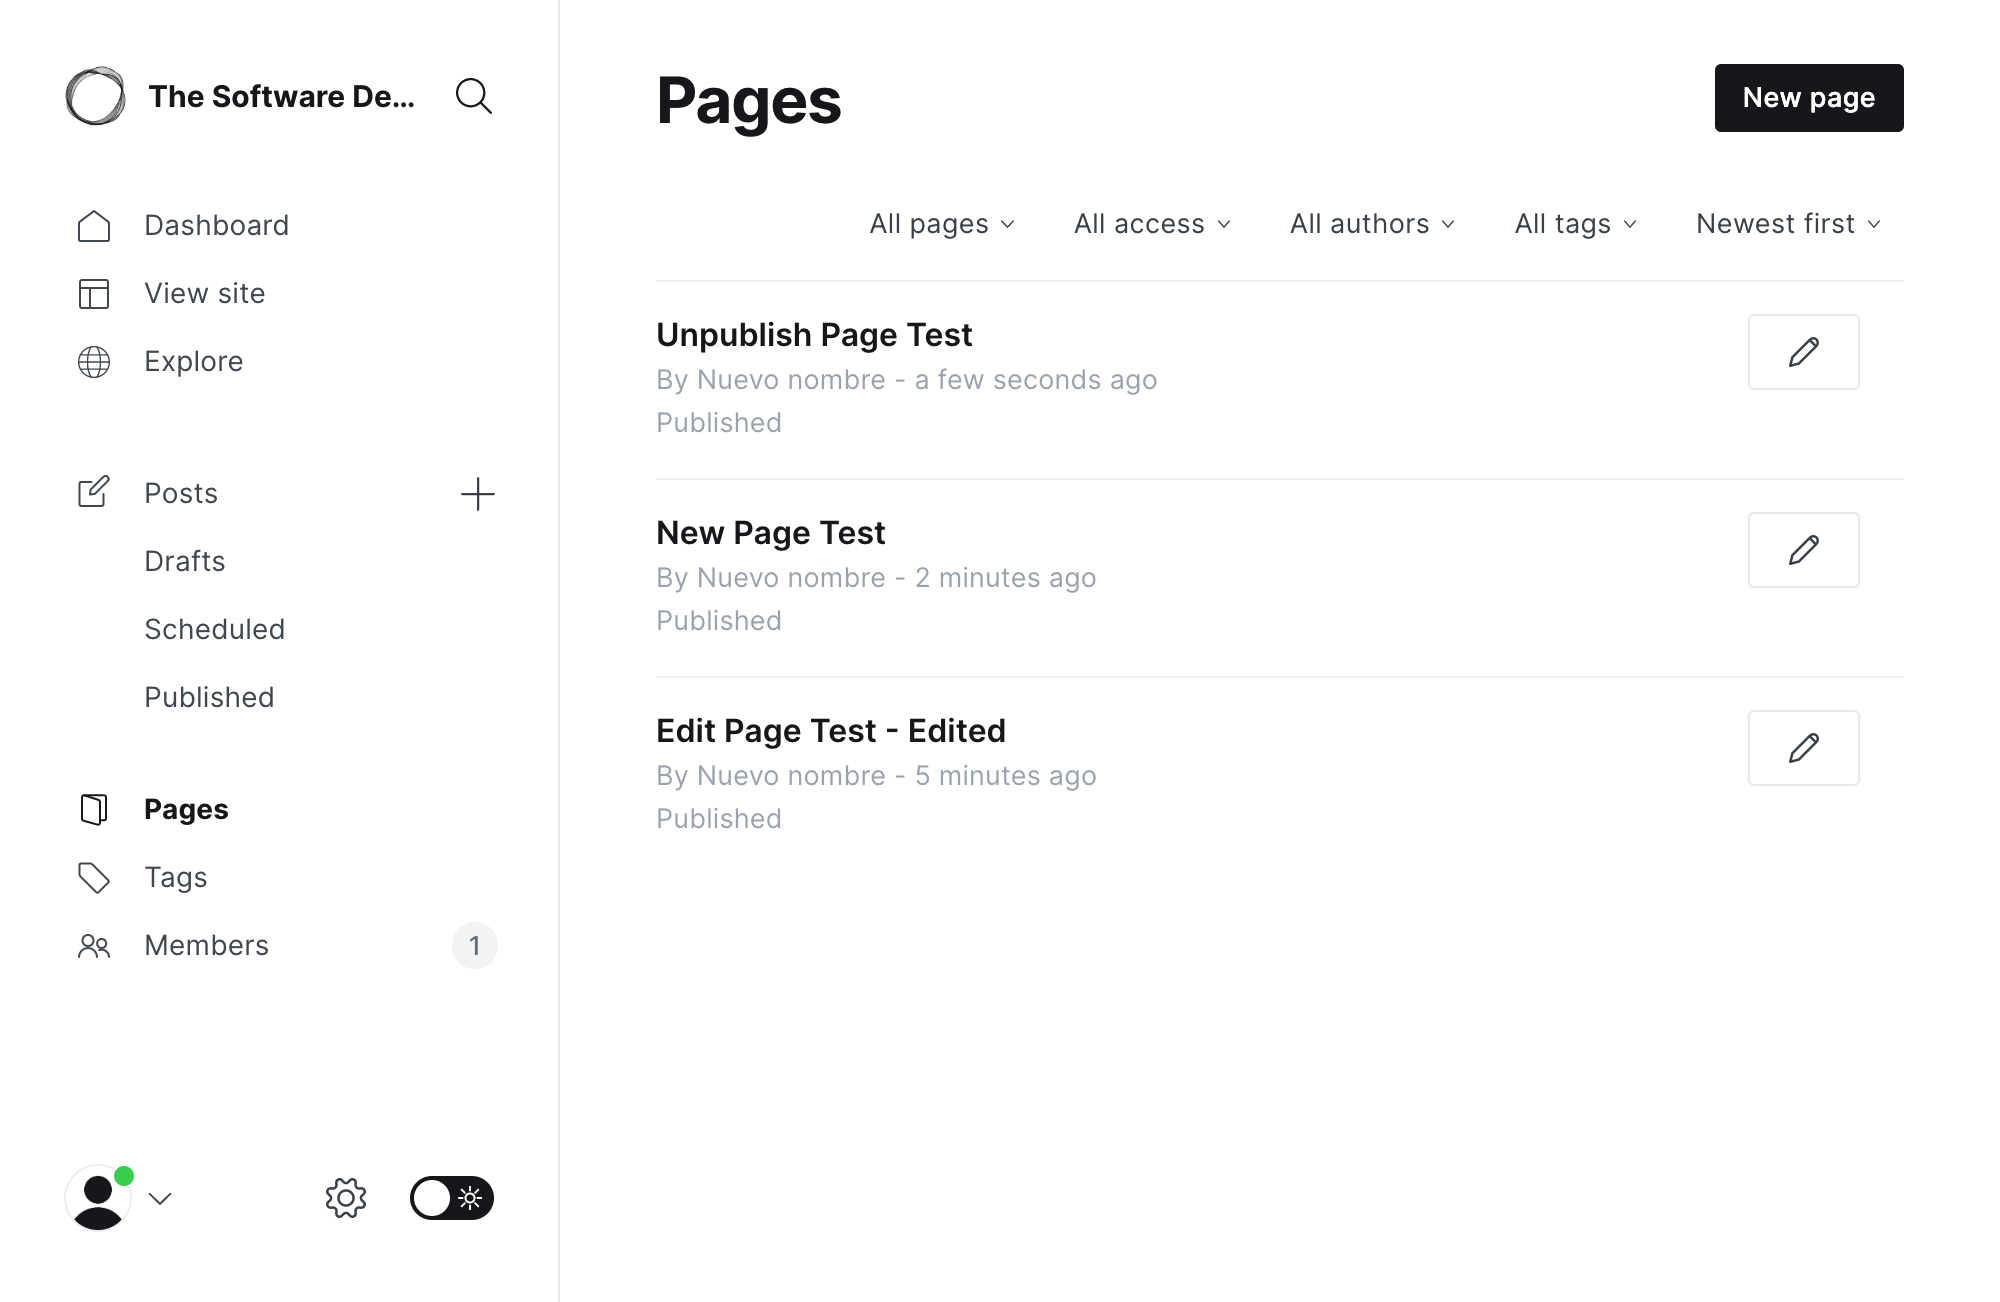 The Software De...
Dashboard
View site
Explore
Posts
Drafts
Scheduled
Published
Pages
Tags
Members
1
Pages
New page
All pages
All access
All authors
All tags
Newest first
Unpublish Page Test
By Nuevo nombre - a few seconds ago
Published
New Page Test
By Nuevo nombre - 2 minutes ago
Published
Edit Page Test - Edited
By Nuevo nombre - 5 minutes ago
Published